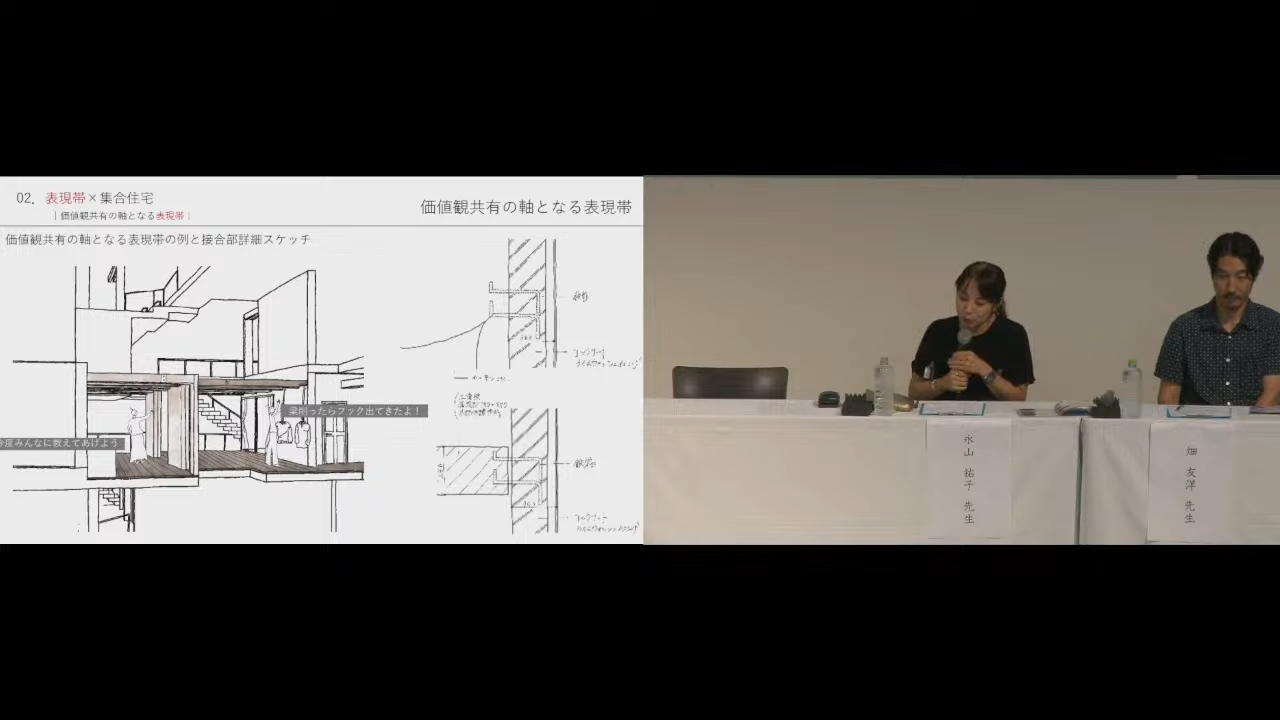 02. 表現帯×集合住宅
|価値観共有の軸となる表現帯|
価値観共有の軸となる表現帯
価値観共有の軸となる表現帯の例と接合部詳細スケッチ
梁削ったらフック出てきたよ！
今度みんなに教えてあげよう
永山 祐子 先生
畑 友洋 先生